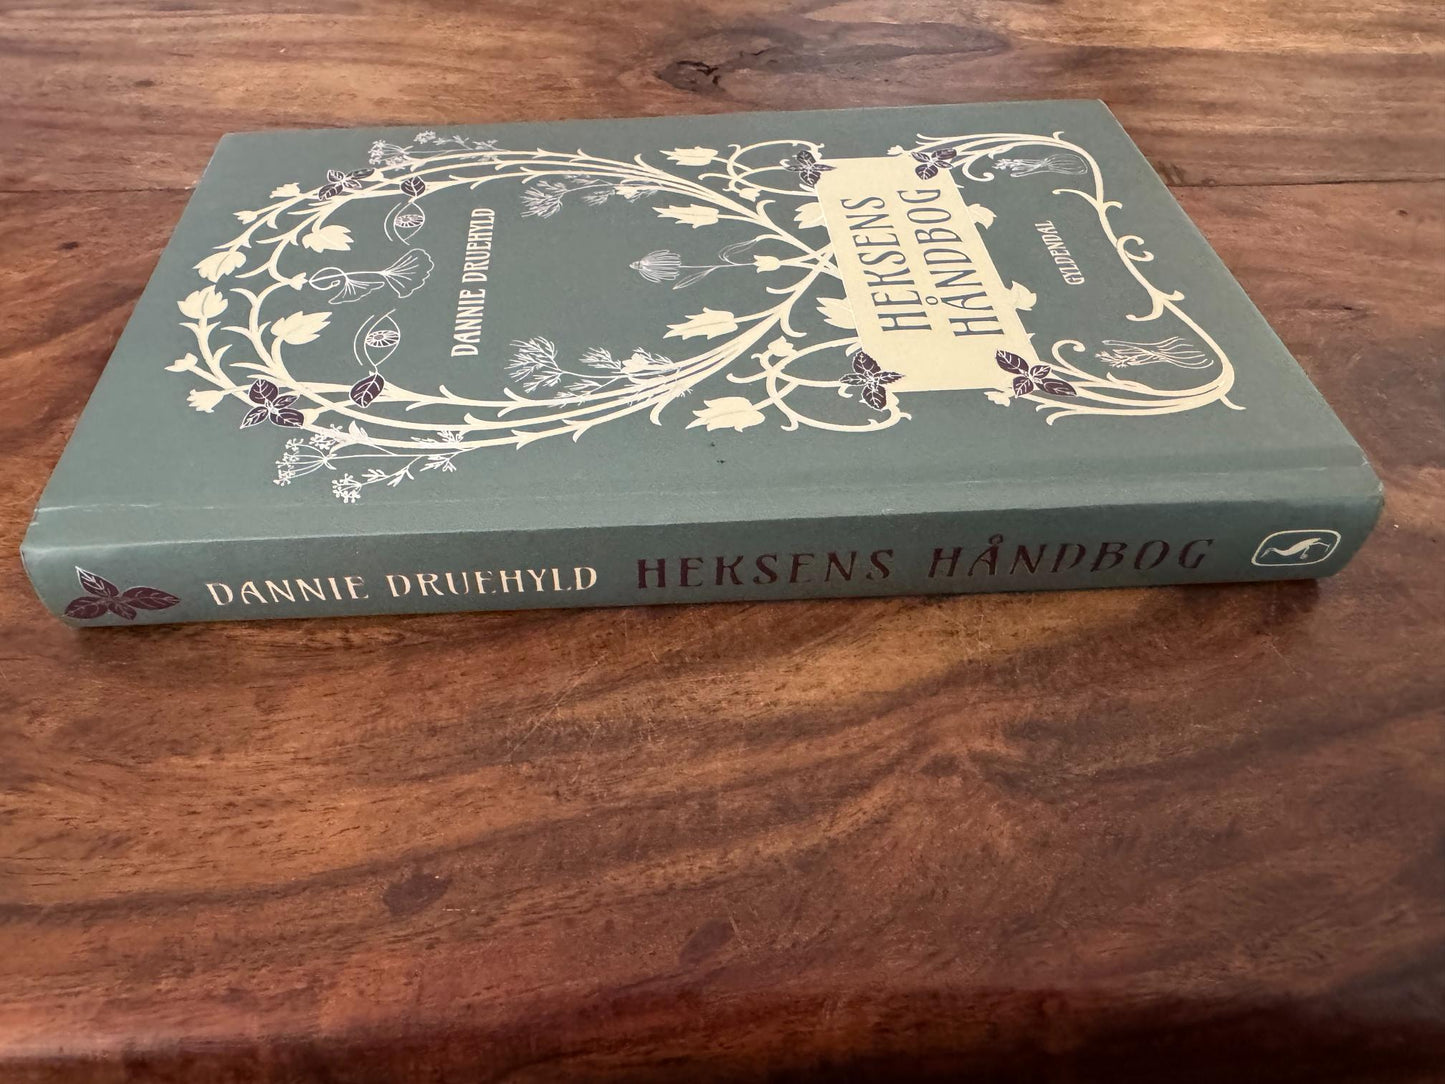 DANNIE DRUEHYLD
HEKSENS
HÅNDBOG
GYLDENDAL
DANNIE DRUEHYLD HEKSENS HÅNDBOG